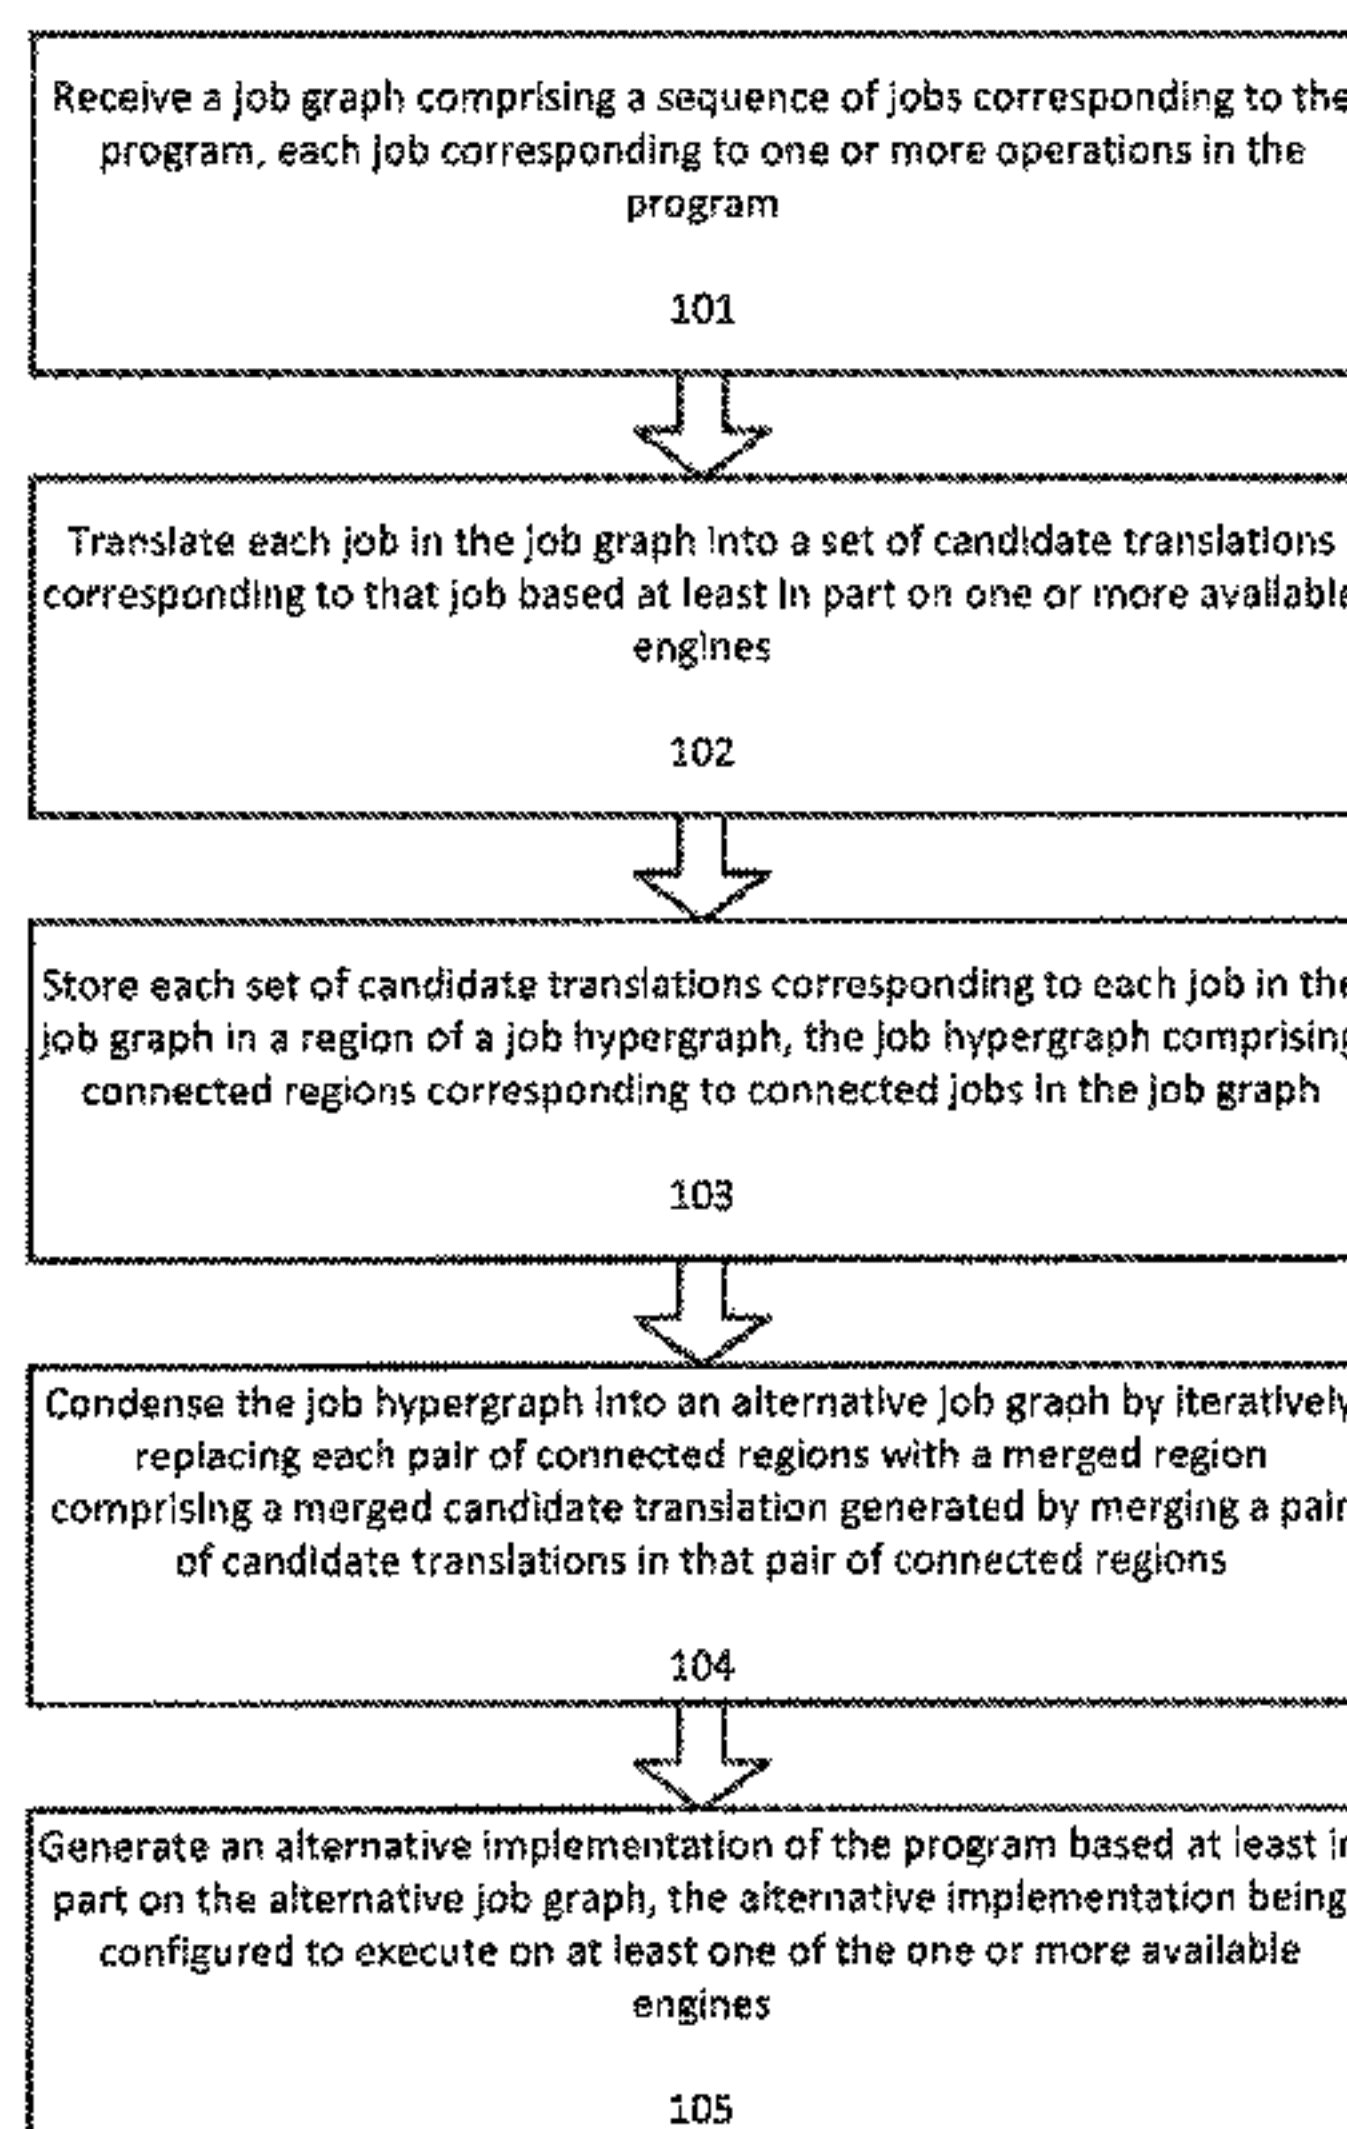 Receive a job graph comprising a sequence of jobs corresponding to the
program, each job corresponding to one or more operations in the
program
101
Translate each job in the job graph into a set of candidate translations
corresponding to that job based at least in part on one or more available
engines
102
Store each set of candidate translations corresponding to each job in the
job graph in a region of a job hypergraph, the job hypergraph comprising
connected regions corresponding to connected jobs in the job graph
103
Condense the job hypergraph into an alternative job graph by iteratively
replacing each pair of connected regions with a merged region
comprising a merged candidate translation generated by merging a pair
of candidate translations in that pair of connected regions
104
Generate an alternative implementation of the program based at least in
part on the alternative job graph, the alternative implementation being
configured to execute on at least one of the one or more available
engines
105